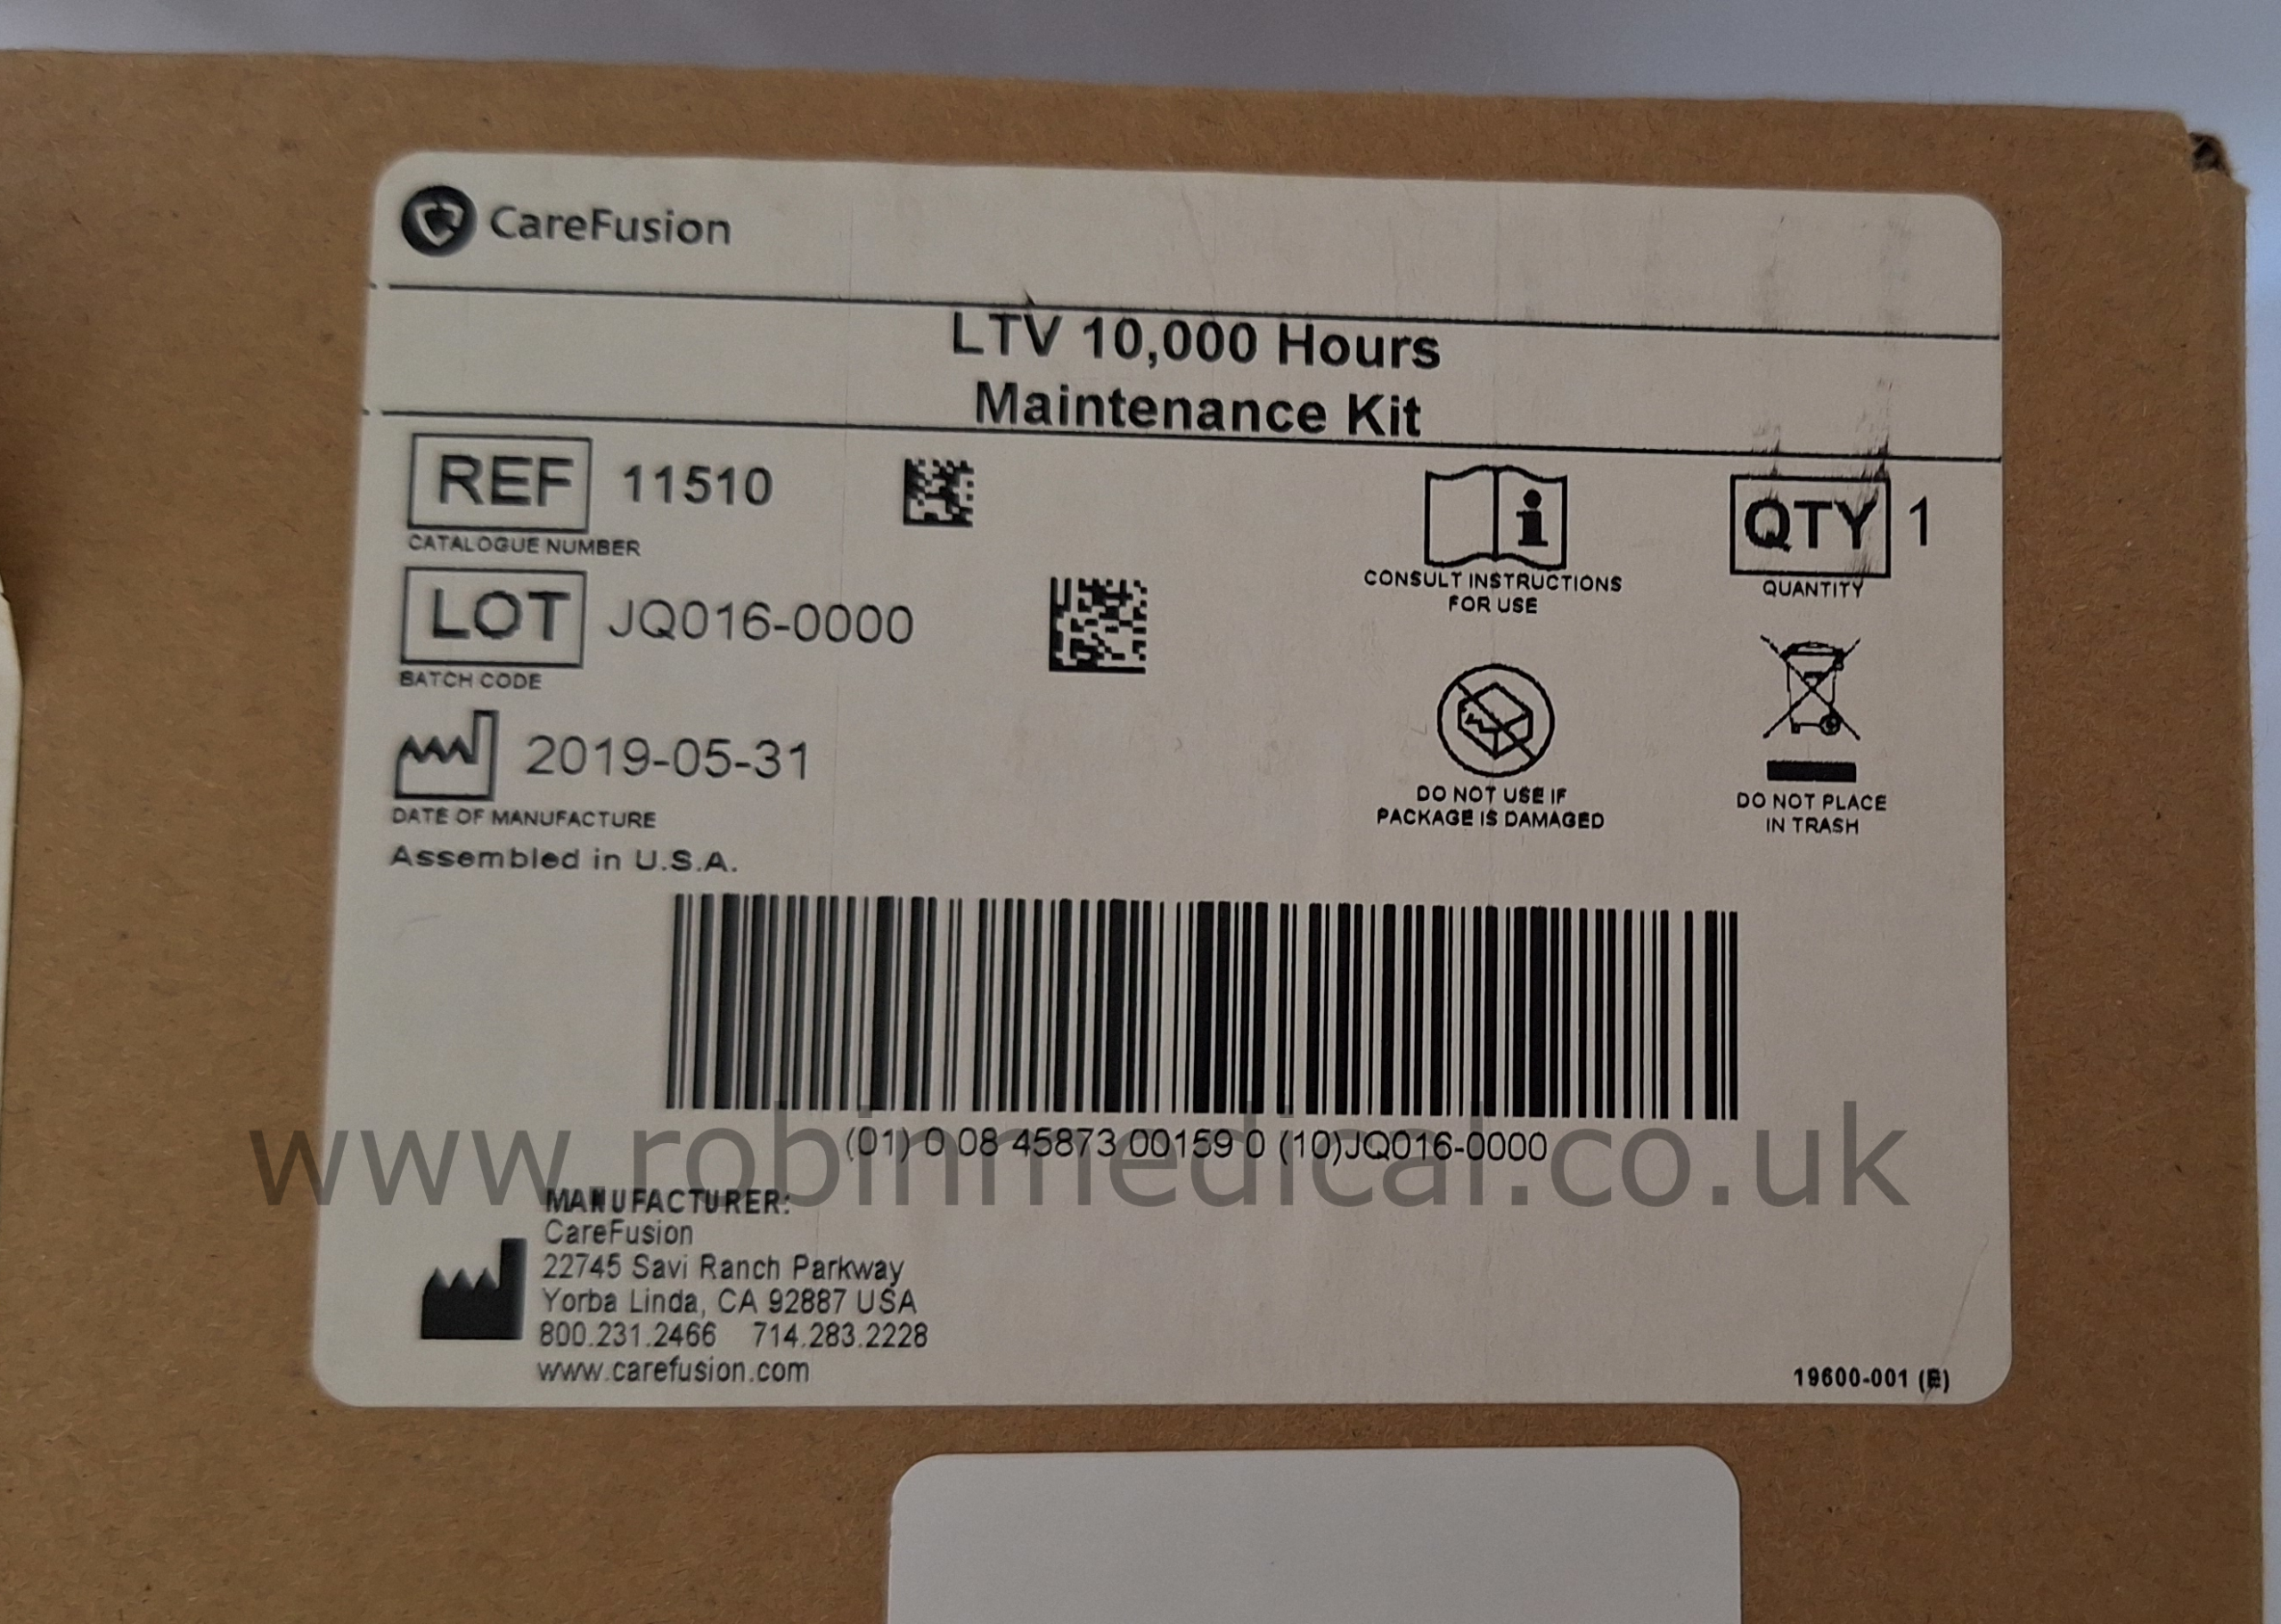 CareFusion
LTV 10,000 Hours
Maintenance Kit
REF 11510
CATALOGUE NUMBER
LOT JQ016-0000
BATCH CODE
2019-05-31
DATE OF MANUFACTURE
Assembled in U.S.A.
CONSULT INSTRUCTIONS
FOR USE
QTY 1
QUANTITY
DO NOT USE IF
PACKAGE IS DAMAGED
DO NOT PLACE
IN TRASH
(01) 0 08 45873 00159 0 (10)JQ016-0000
www.robinmedical.co.uk
MANUFACTURER:
CareFusion
22745 Savi Ranch Parkway
Yorba Linda, CA 92887 USA
800.231.2466 714.283.2228
www.carefusion.com
19600-001